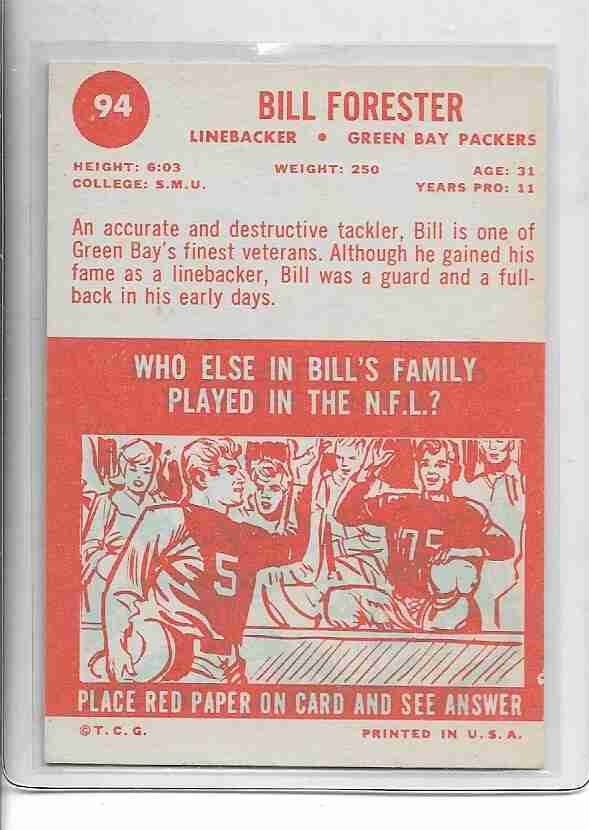 94
BILL FORESTER
LINEBACKER • GREEN BAY PACKERS
HEIGHT: 6:03 WEIGHT: 250 AGE: 31
COLLEGE: S.M.U. YEARS PRO: 11
An accurate and destructive tackler, Bill is one of
Green Bay's finest veterans. Although he gained his
fame as a linebacker, Bill was a guard and a full-
back in his early days.
WHO ELSE IN BILL'S FAMILY
PLAYED IN THE N.F.L.?
5
75
PLACE RED PAPER ON CARD AND SEE ANSWER
©T.C.G. PRINTED IN U.S.A.